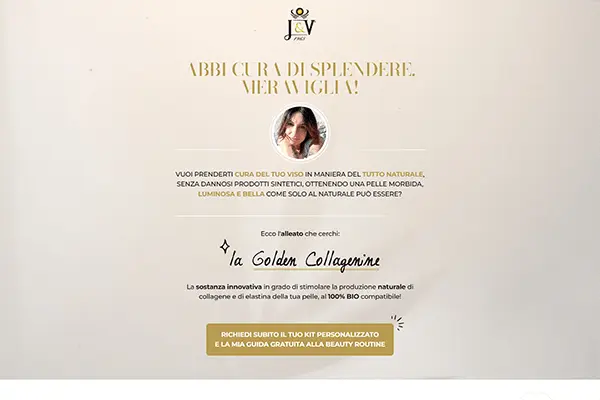 J&V
FACE
ABBI CURA DI SPLENDERE,
MERAVIGLIA!
VUOI PRENDERTI CURA DEL TUO VISO IN MANIERA DEL TUTTO NATURALE,
SENZA DANNOSI PRODOTTI SINTETICI, OTTENENDO UNA PELLE MORBIDA,
LUMINOSA E BELLA COME SOLO AL NATURALE PUÒ ESSERE?
Ecco l'alleato che cerchi:
la Golden Collagenine
La sostanza innovativa in grado di stimolare la produzione naturale di
collagene e di elastina della tua pelle, al 100% BIO compatibile!
RICHIEDI SUBITO IL TUO KIT PERSONALIZZATO
E LA MIA GUIDA GRATUITA ALLA BEAUTY ROUTINE